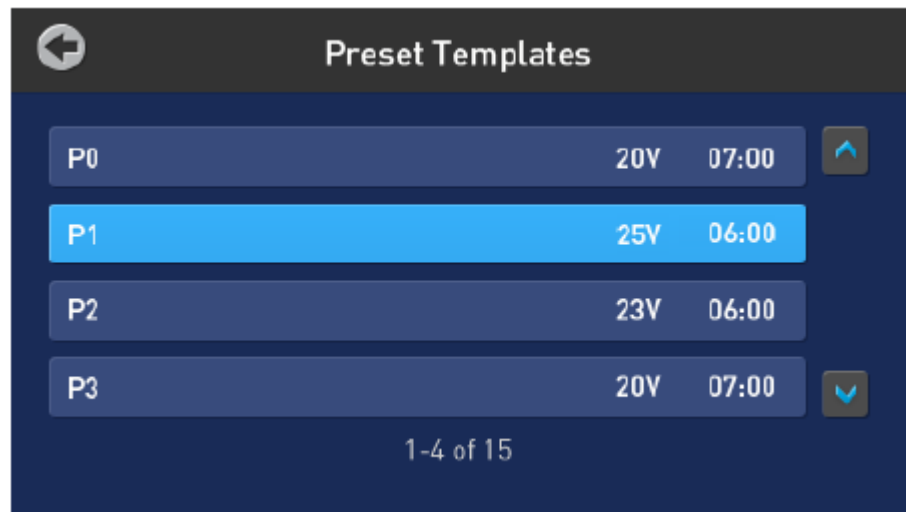 Preset Templates
P0 20V 07:00
P1 25V 06:00
P2 23V 06:00
P3 20V 07:00
1-4 of 15